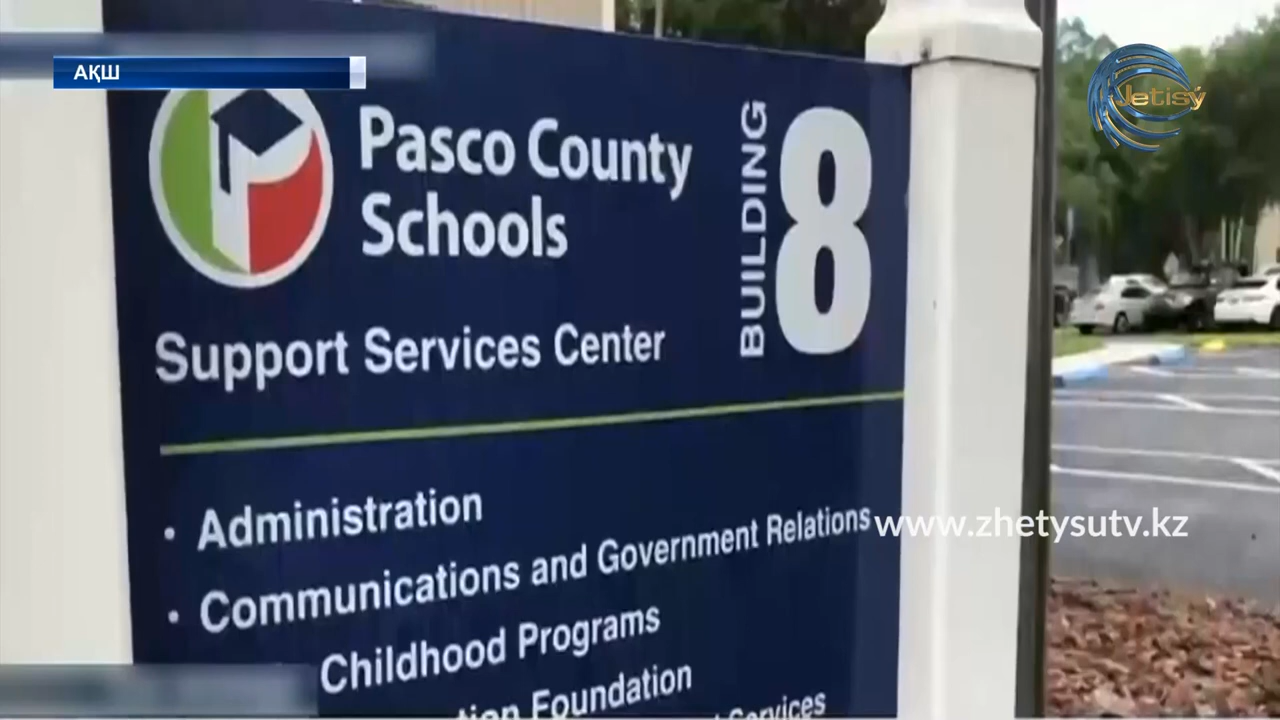 АҚШ
Jetisý
Pasco County
Schools
BUILDING
8
Support Services Center
• Administration
• Communications and Government Relations
www.zhetysutv.kz
Childhood Programs
Foundation
Services